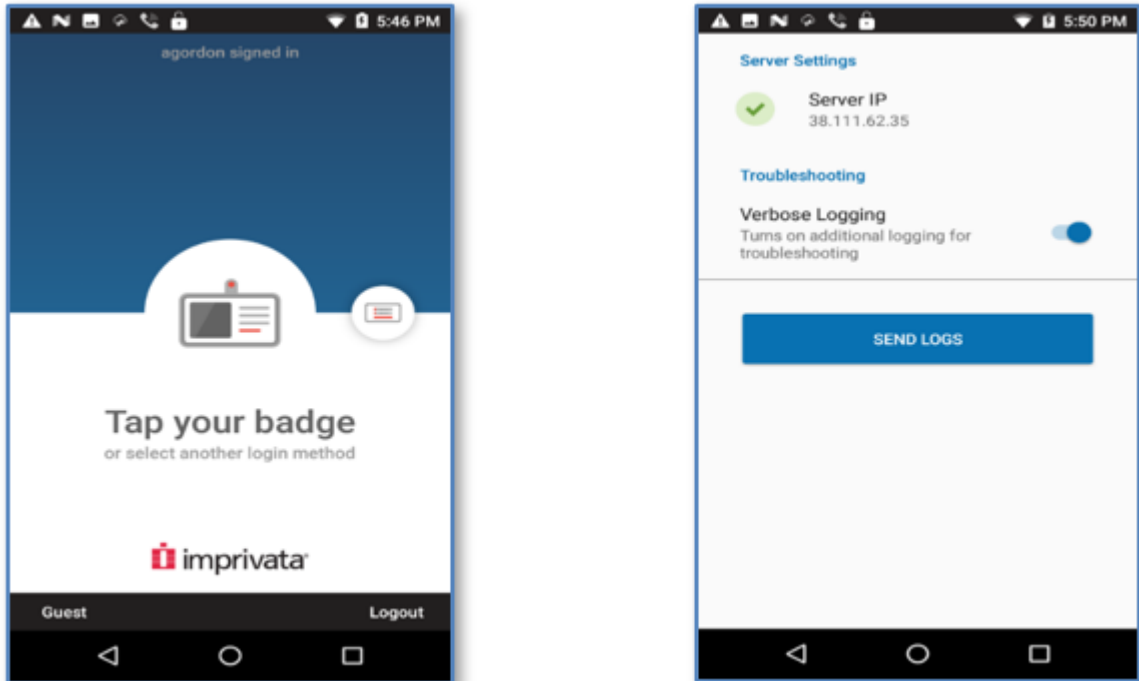 5:46 PM
agordon signed in
Tap your badge
or select another login method
imprivata
Guest
Logout
5:50 PM
Server Settings
Server IP
38.111.62.35
Troubleshooting
Verbose Logging
Turns on additional logging for
troubleshooting
SEND LOGS